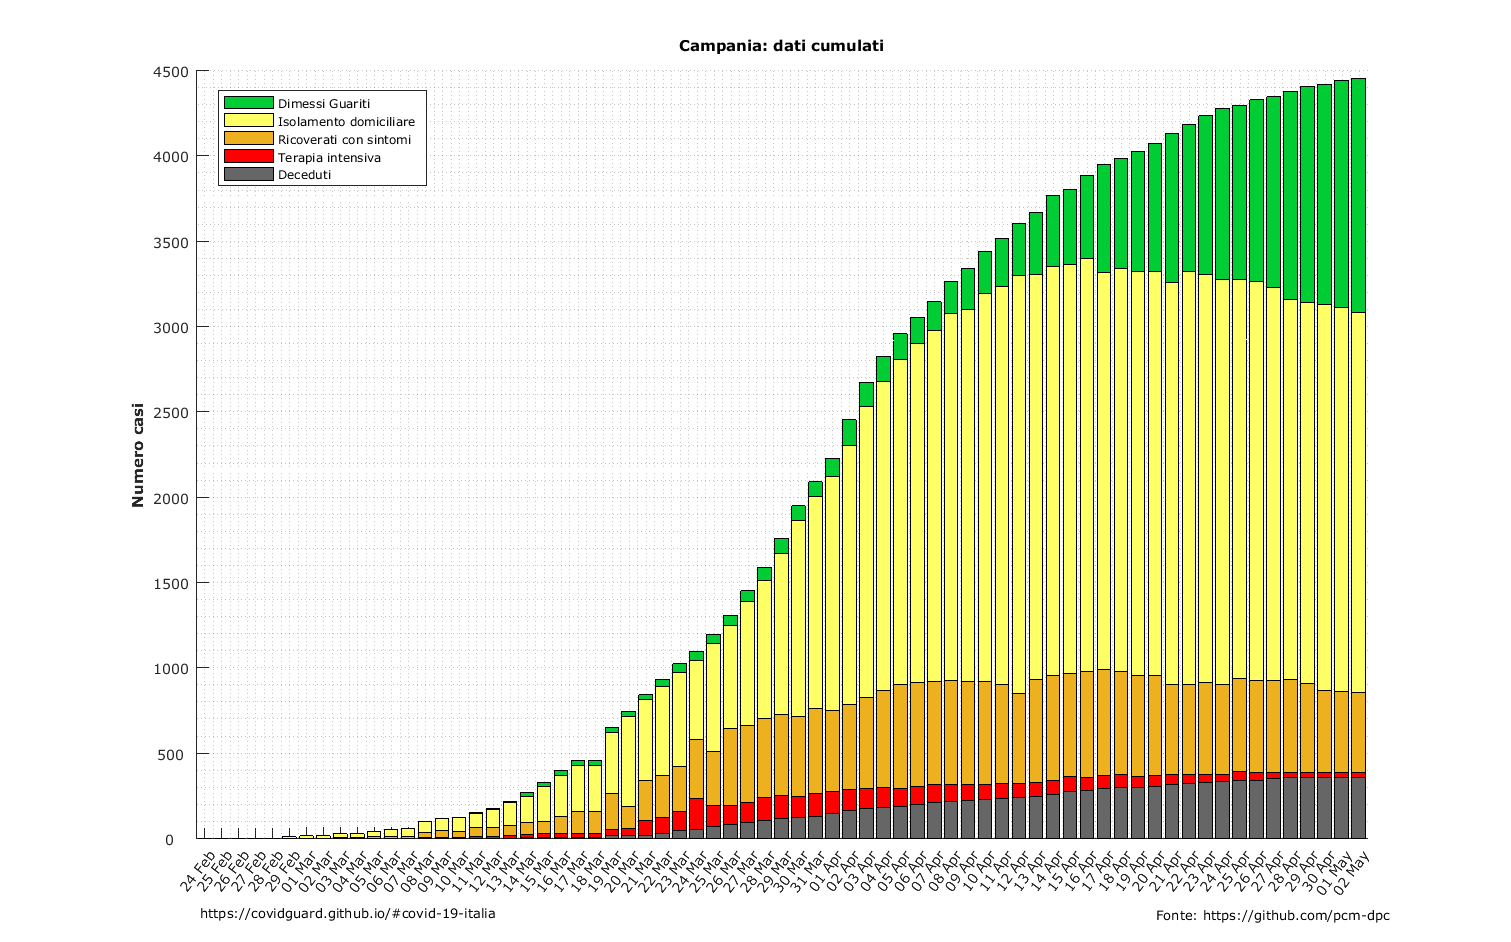 Campania: dati cumulati
Dimessi Guariti
Isolamento domiciliare
Ricoverati con sintomi
Terapia intensiva
Deceduti
Numero casi
4500
4000
3500
3000
2500
2000
1500
1000
500
0
24 Feb
25 Feb
26 Feb
27 Feb
28 Feb
29 Feb
01 Mar
02 Mar
03 Mar
04 Mar
05 Mar
06 Mar
07 Mar
08 Mar
09 Mar
10 Mar
11 Mar
12 Mar
13 Mar
14 Mar
15 Mar
16 Mar
17 Mar
18 Mar
19 Mar
20 Mar
21 Mar
22 Mar
23 Mar
24 Mar
25 Mar
26 Mar
27 Mar
28 Mar
29 Mar
30 Mar
31 Mar
01 Apr
02 Apr
03 Apr
04 Apr
05 Apr
06 Apr
07 Apr
08 Apr
09 Apr
10 Apr
11 Apr
12 Apr
13 Apr
14 Apr
15 Apr
16 Apr
17 Apr
18 Apr
19 Apr
20 Apr
21 Apr
22 Apr
23 Apr
24 Apr
25 Apr
26 Apr
27 Apr
28 Apr
29 Apr
30 Apr
01 May
02 May
https://covidguard.github.io/#covid-19-italia
Fonte: https://github.com/pcm-dpc